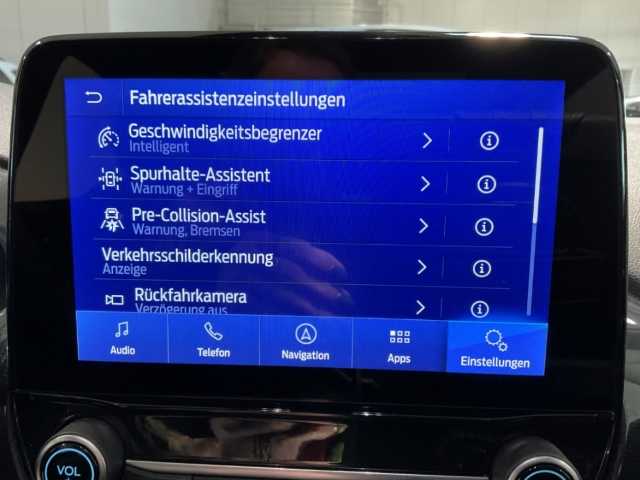 Fahrerassistenzeinstellungen
Geschwindigkeitsbegrenzer
Intelligent
Spurhalte-Assistent
Warnung + Eingriff
Pre-Collision-Assist
Warnung, Bremsen
Verkehrsschilderkennung
Anzeige
Rückfahrkamera
Verzögerung aus
Audio
Telefon
Navigation
Apps
Einstellungen
VOL